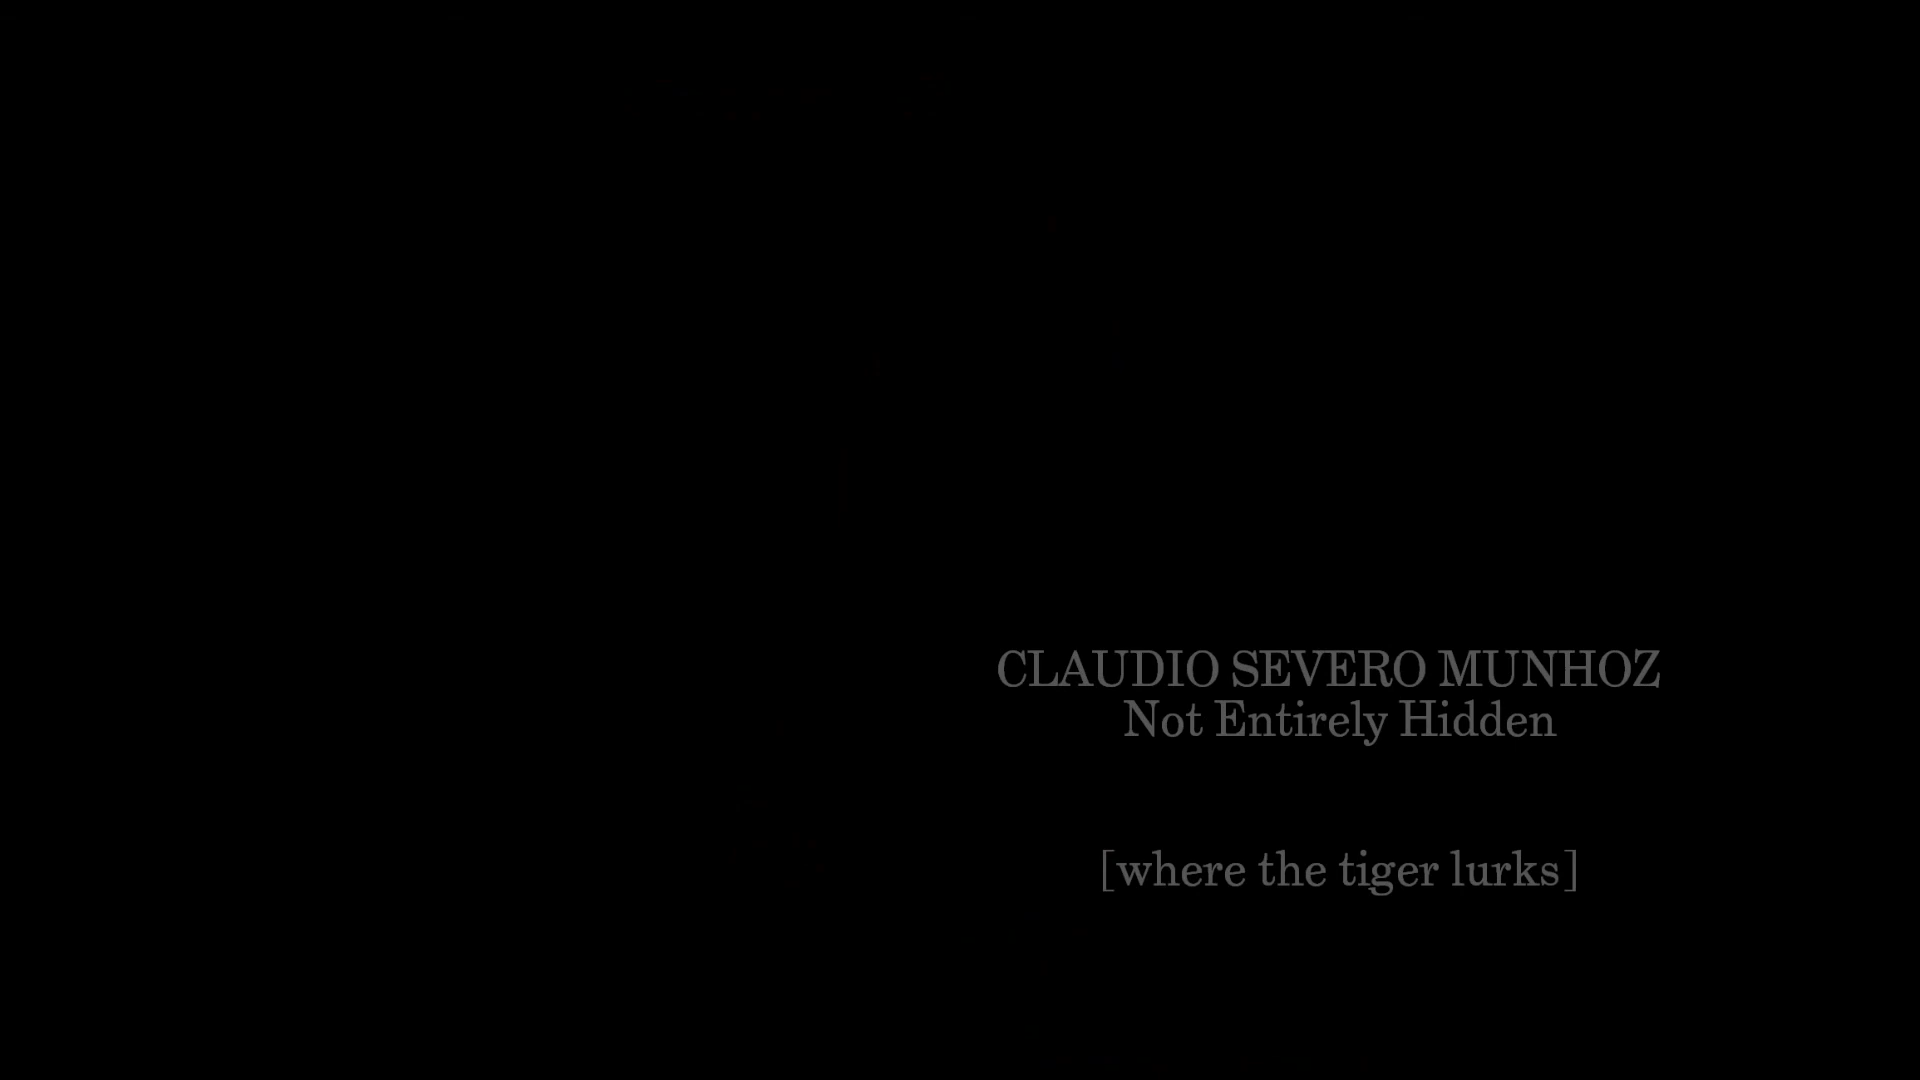 CLAUDIO SEVERO MUNHOZ
Not Entirely Hidden
[where the tiger lurks]